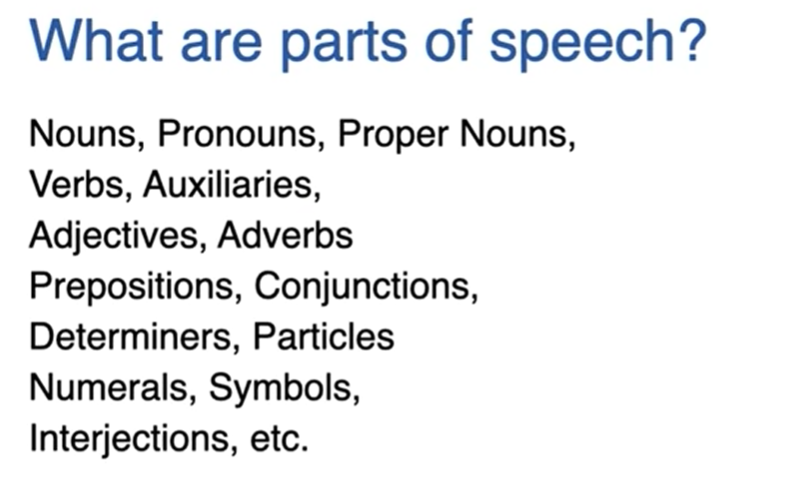 What are parts of speech?
Nouns, Pronouns, Proper Nouns,
Verbs, Auxiliaries,
Adjectives, Adverbs
Prepositions, Conjunctions,
Determiners, Particles
Numerals, Symbols,
Interjections, etc.